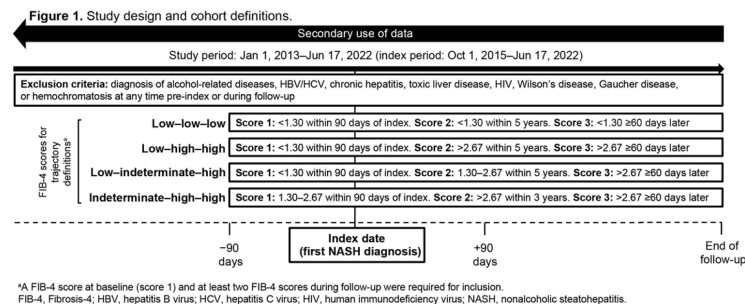 Figure 1. Study design and cohort definitions.
Secondary use of data
Study period: Jan 1, 2013–Jun 17, 2022 (index period: Oct 1, 2015–Jun 17, 2022)
Exclusion criteria: diagnosis of alcohol-related diseases, HBV/HCV, chronic hepatitis, toxic liver disease, HIV, Wilson's disease, Gaucher disease,
or hemochromatosis at any time pre-index or during follow-up
FIB-4 scores for
trajectory
definitionsᵃ
Low–low–low Score 1: <1.30 within 90 days of index. Score 2: <1.30 within 5 years. Score 3: <1.30 ≥60 days later
Low–high–high Score 1: <1.30 within 90 days of index. Score 2: >2.67 within 5 years. Score 3: >2.67 ≥60 days later
Low–indeterminate–high Score 1: <1.30 within 90 days of index. Score 2: 1.30–2.67 within 5 years. Score 3: >2.67 ≥60 days later
Indeterminate–high–high Score 1: 1.30–2.67 within 90 days of index. Score 2: >2.67 within 3 years. Score 3: >2.67 ≥60 days later
−90
days
Index date
(first NASH diagnosis)
+90
days
End of
follow-up
ᵃA FIB-4 score at baseline (score 1) and at least two FIB-4 scores during follow-up were required for inclusion.
FIB-4, Fibrosis-4; HBV, hepatitis B virus; HCV, hepatitis C virus; HIV, human immunodeficiency virus; NASH, nonalcoholic steatohepatitis.